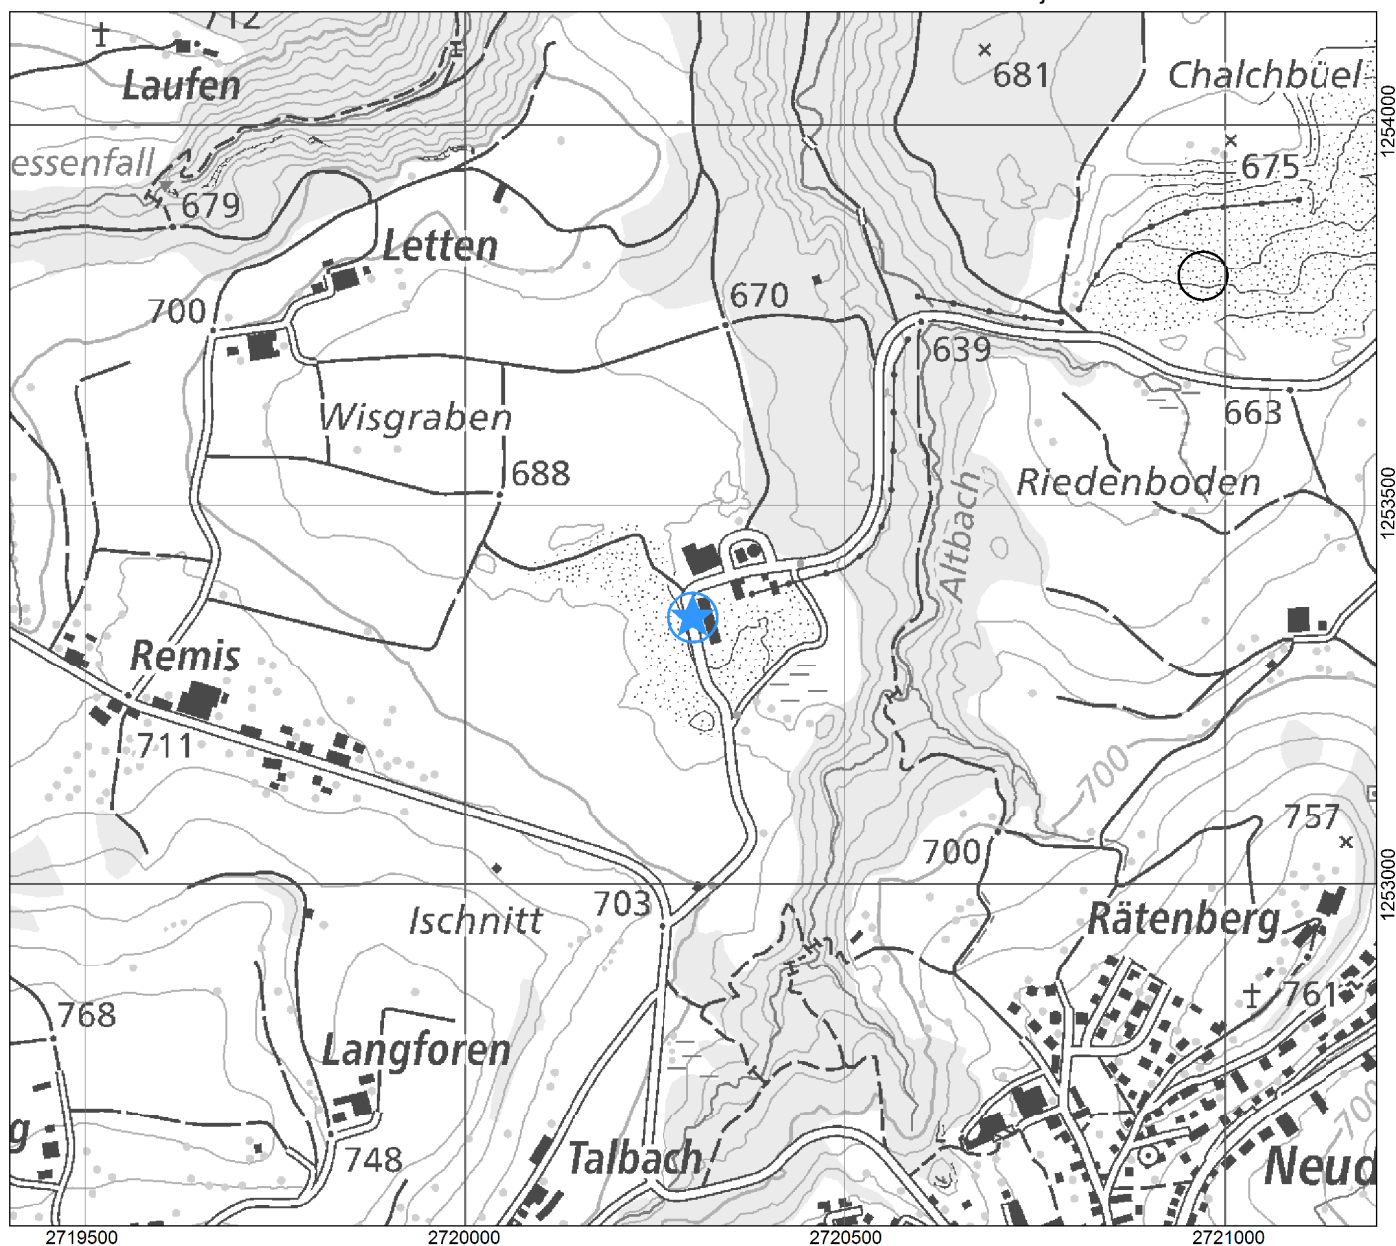 712
Laufen
681
Chalchbüel
1254000
essenfall
675
679
Letten
670
700
639
663
Wisgraben
688
Riedenboden
1253500
Altbach
Remis
711
700
757
700
703
Ischnitt
Rätenberg
1253000
768
761
Langforen
748
Talbach
700
g
Neud
2719500
2720000
2720500
2721000